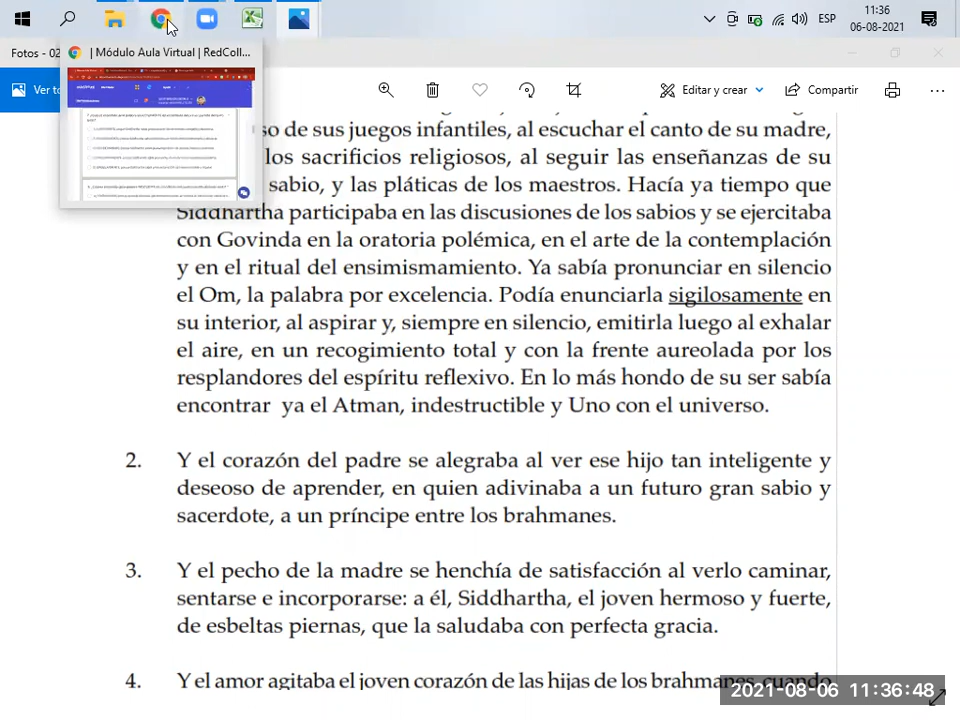 11:36
ESP
06-08-2021
Fotos - 02
| Módulo Aula Virtual | RedColl...
Ver to
Editar y crear
Compartir
so de sus juegos infantiles, al escuchar el canto de su madre,
los sacrificios religiosos, al seguir las enseñanzas de su
sabio, y las pláticas de los maestros. Hacía ya tiempo que
Siddhartha participaba en las discusiones de los sabios y se ejercitaba
con Govinda en la oratoria polémica, en el arte de la contemplación
y en el ritual del ensimismamiento. Ya sabía pronunciar en silencio
el Om, la palabra por excelencia. Podía enunciarla sigilosamente en
su interior, al aspirar y, siempre en silencio, emitirla luego al exhalar
el aire, en un recogimiento total y con la frente aureolada por los
resplandores del espíritu reflexivo. En lo más hondo de su ser sabía
encontrar ya el Atman, indestructible y Uno con el universo.
2. Y el corazón del padre se alegraba al ver ese hijo tan inteligente y
deseoso de aprender, en quien adivinaba a un futuro gran sabio y
sacerdote, a un príncipe entre los brahmanes.
3. Y el pecho de la madre se henchía de satisfacción al verlo caminar,
sentarse e incorporarse: a él, Siddhartha, el joven hermoso y fuerte,
de esbeltas piernas, que la saludaba con perfecta gracia.
4. Y el amor agitaba el joven corazón de las hijas de los brahmanes, cuando
2021-08-06 11:36:48